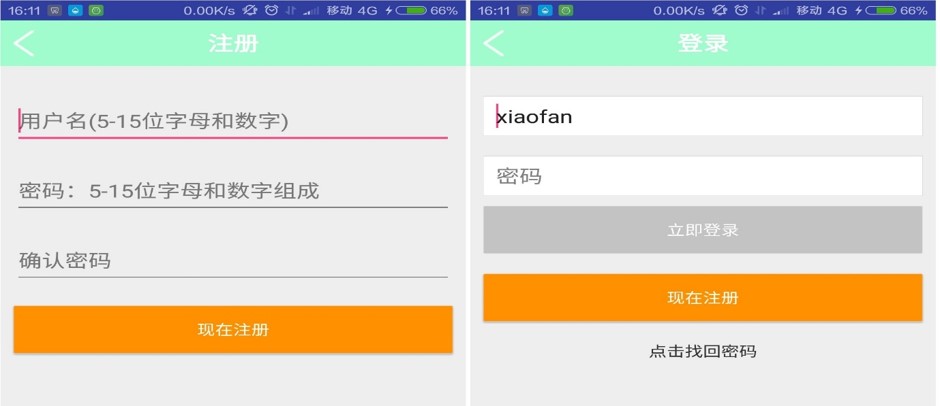 16:11 0.00K/s 移动 4G 66%
注册
用户名(5-15位字母和数字)
密码：5-15位字母和数字组成
确认密码
现在注册
16:11 0.00K/s 移动 4G 66%
登录
xiaofan
密码
立即登录
现在注册
点击找回密码